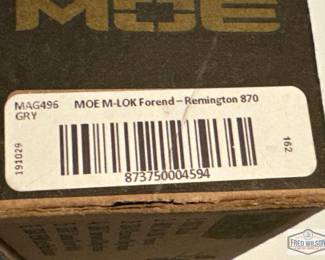 MOE
MAG496 MOE M-LOK Forend – Remington 870
GRY
191029
162
873750004594
FRED WILSON